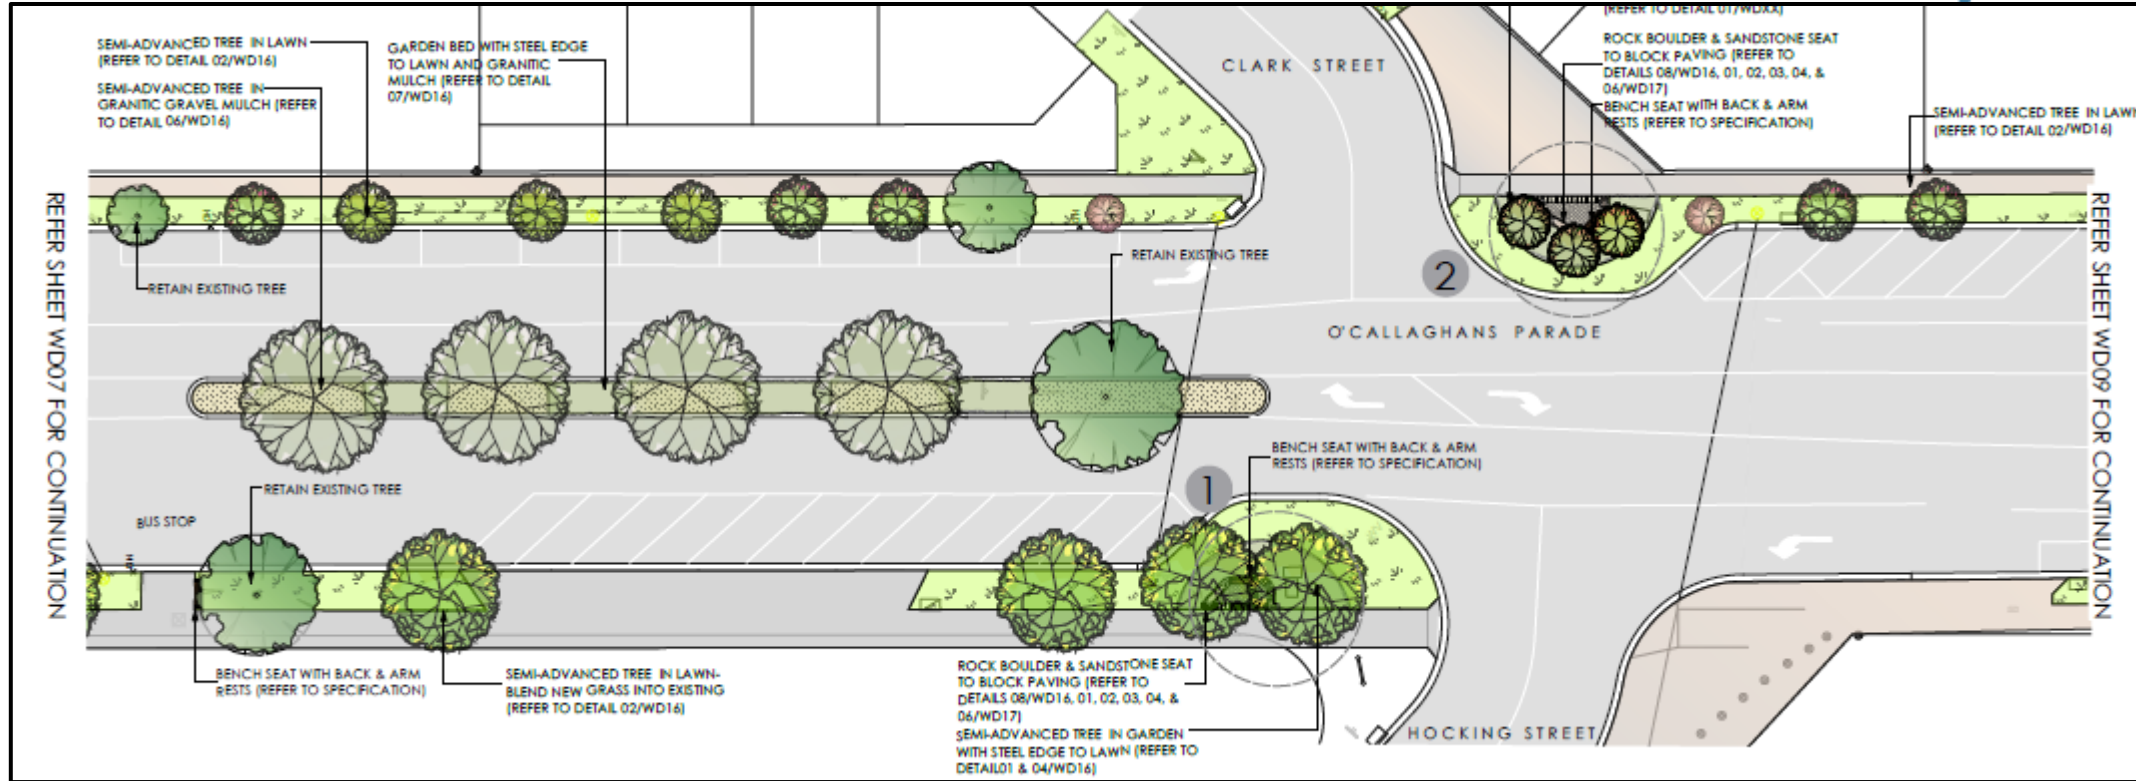 SEMI-ADVANCED TREE IN LAWN
(REFER TO DETAIL 02/WD16)
SEMI-ADVANCED TREE IN
GRANITIC GRAVEL MULCH (REFER
TO DETAIL 06/WD16)
GARDEN BED WITH STEEL EDGE
TO LAWN AND GRANITIC
MULCH (REFER TO DETAIL
07/WD16)
CLARK STREET
(REFER TO DETAIL 01/WDXX)
ROCK BOULDER & SANDSTONE SEAT
TO BLOCK PAVING (REFER TO
DETAILS 08/WD16, 01, 02, 03, 04, &
06/WD17)
BENCH SEAT WITH BACK & ARM
RESTS (REFER TO SPECIFICATION)
SEMI-ADVANCED TREE IN LAWN
(REFER TO DETAIL 02/WD16)
REFER SHEET WD07 FOR CONTINUATION
RETAIN EXISTING TREE
RETAIN EXISTING TREE
2
O'CALLAGHANS PARADE
REFER SHEET WD09 FOR CONTINUATION
BENCH SEAT WITH BACK & ARM
RESTS (REFER TO SPECIFICATION)
1
RETAIN EXISTING TREE
BUS STOP
BENCH SEAT WITH BACK & ARM
RESTS (REFER TO SPECIFICATION)
SEMI-ADVANCED TREE IN LAWN-
BLEND NEW GRASS INTO EXISTING
(REFER TO DETAIL 02/WD16)
ROCK BOULDER & SANDSTONE SEAT
TO BLOCK PAVING (REFER TO
DETAILS 08/WD16, 01, 02, 03, 04, &
06/WD17)
SEMI-ADVANCED TREE IN GARDEN
WITH STEEL EDGE TO LAWN (REFER TO
DETAIL01 & 04/WD16)
HOCKING STREET